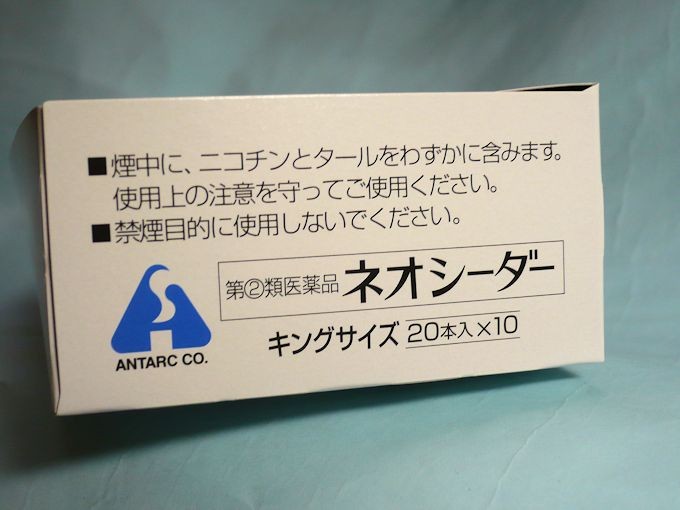 ■煙中に、ニコチンとタールをわずかに含みます。
使用上の注意を守ってご使用ください。
■禁煙目的に使用しないでください。
第②類医薬品 ネオシーダー
キングサイズ 20本入×10
ANTARC CO.